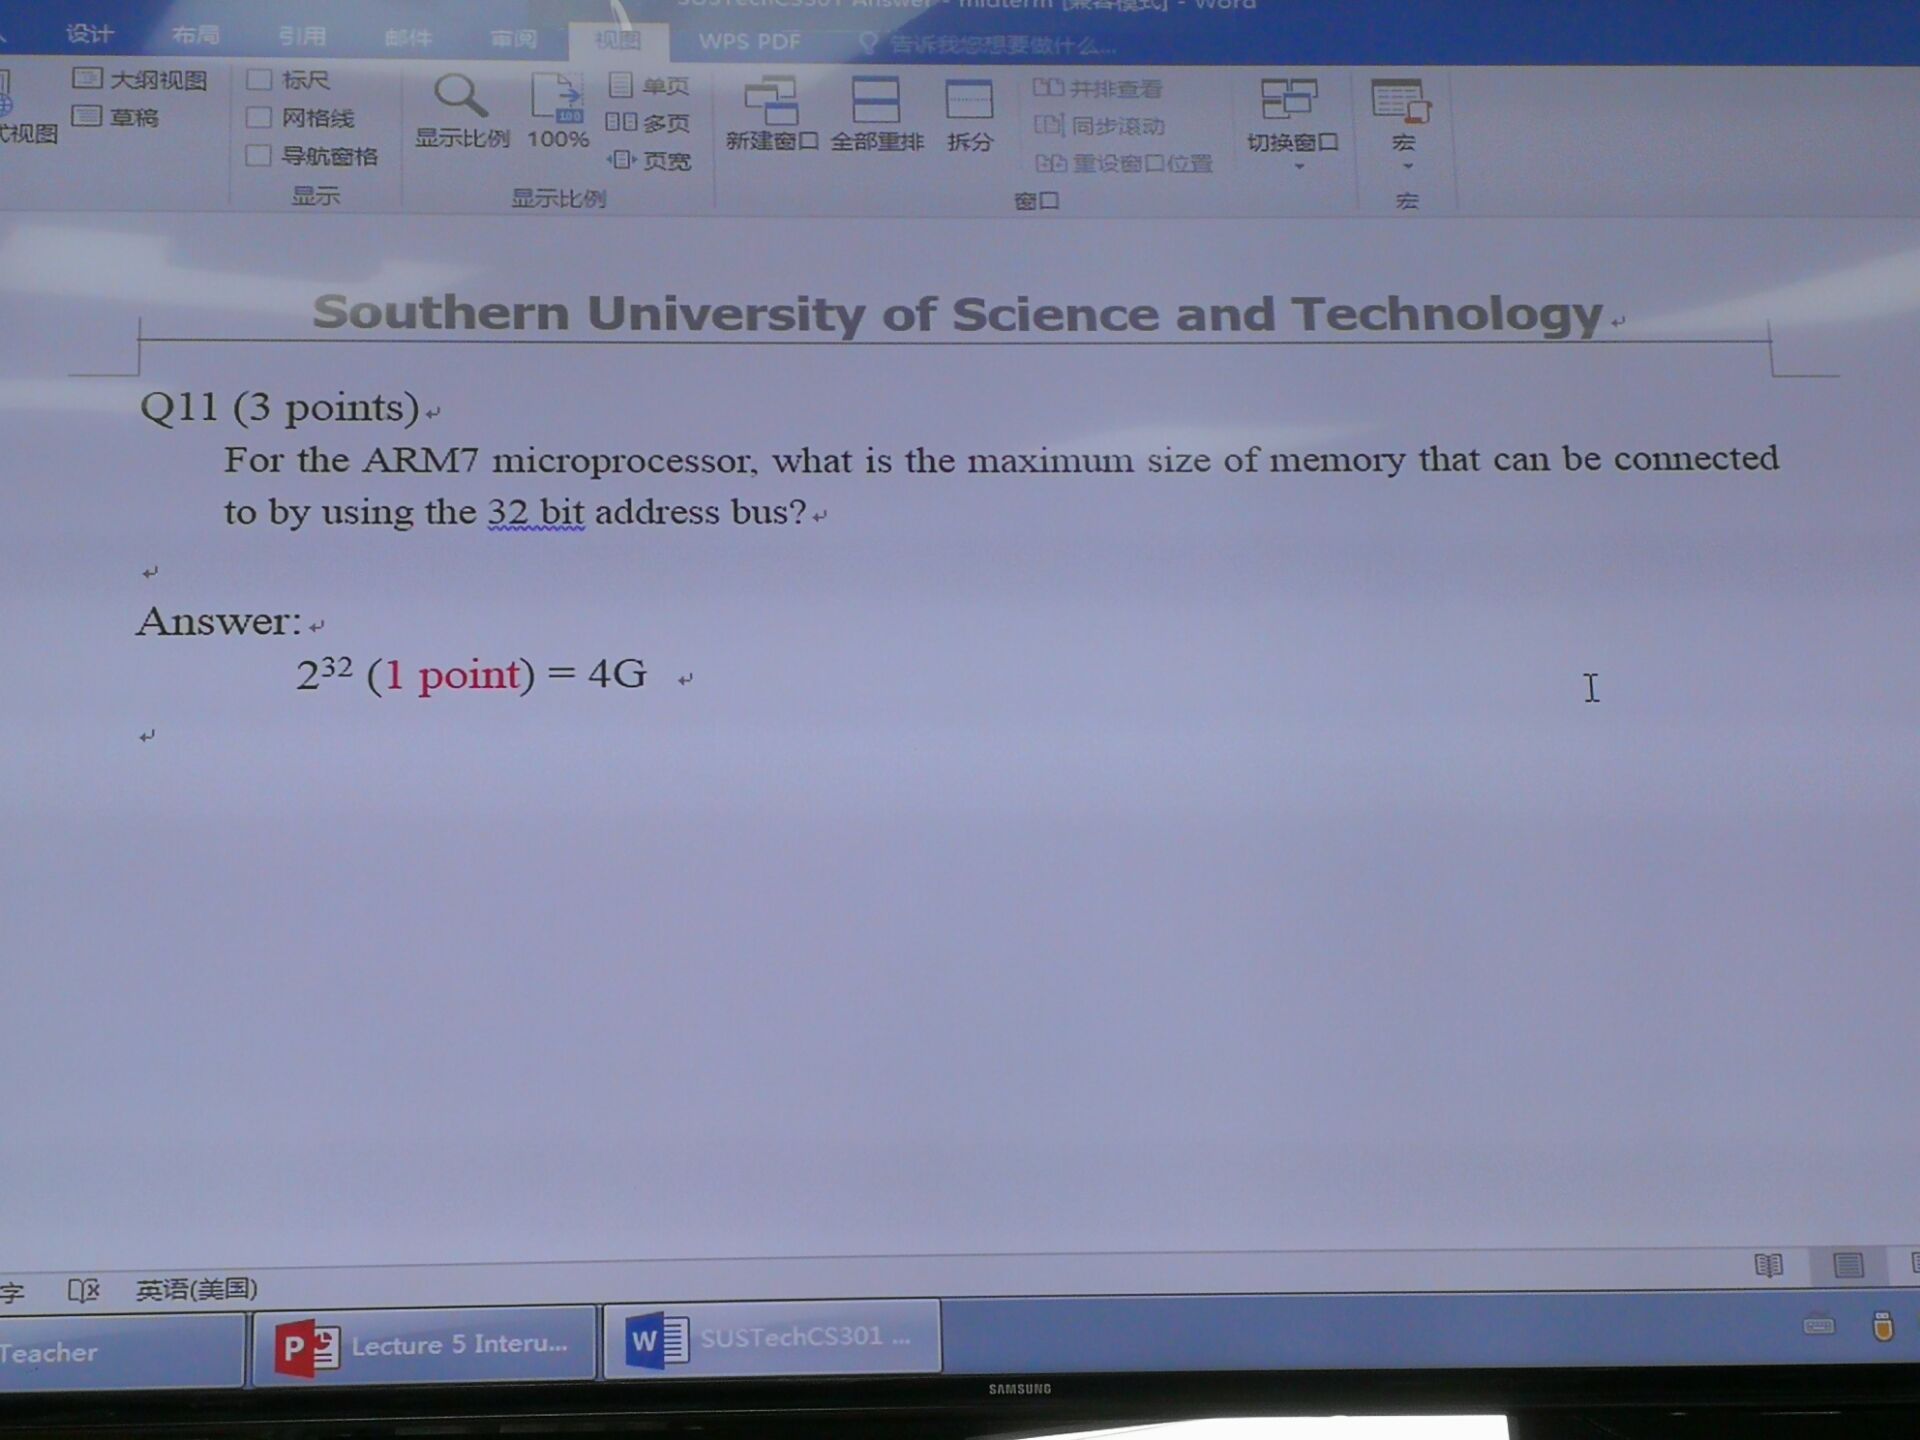 SUSTechCS301 Answer - midterm [兼容模式] - Word
设计 布局 引用 邮件 审阅 视图 WPS PDF 告诉我您想要做什么...
大纲视图 标尺 单页 并排查看
草稿 网格线 多页 同步滚动
视图 导航窗格 显示比例 100% 页宽 新建窗口 全部重排 拆分 重设窗口位置 切换窗口 宏
显示 显示比例 窗口 宏
Southern University of Science and Technology
Q11 (3 points)
For the ARM7 microprocessor, what is the maximum size of memory that can be connected
to by using the 32 bit address bus?
Answer:
2³² (1 point) = 4G
字 英语(美国)
Teacher Lecture 5 Interu... SUSTechCS301 ...
SAMSUNG